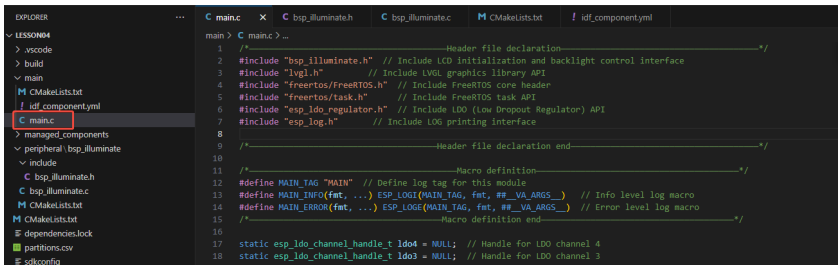 EXPLORER ...
LESSON04
.vscode
build
main
CMakeLists.txt
idf_component.yml
C main.c
managed_components
peripheral\bsp_illuminate
include
C bsp_illuminate.h
C bsp_illuminate.c
M CMakeLists.txt
M CMakeLists.txt
dependencies.lock
partitions.csv
sdkconfig
C main.c × C bsp_illuminate.h C bsp_illuminate.c M CMakeLists.txt ! idf_component.yml
main > C main.c > ...
1 /*————————————————Header file declaration————————————————*/
2 #include "bsp_illuminate.h" // Include LCD initialization and backlight control interface
3 #include "lvgl.h" // Include LVGL graphics library API
4 #include "freertos/FreeRTOS.h" // Include FreeRTOS core header
5 #include "freertos/task.h" // Include FreeRTOS task API
6 #include "esp_ldo_regulator.h" // Include LDO (Low Dropout Regulator) API
7 #include "esp_log.h" // Include LOG printing interface
8
9 /*————————————————Header file declaration end————————————————*/
10
11 /*————————————————Macro definition————————————————*/
12 #define MAIN_TAG "MAIN" // Define log tag for this module
13 #define MAIN_INFO(fmt, ...) ESP_LOGI(MAIN_TAG, fmt, ##__VA_ARGS__) // Info level log macro
14 #define MAIN_ERROR(fmt, ...) ESP_LOGE(MAIN_TAG, fmt, ##__VA_ARGS__) // Error level log macro
15 /*————————————————Macro definition end————————————————*/
16
17 static esp_ldo_channel_handle_t ldo4 = NULL; // Handle for LDO channel 4
18 static esp_ldo_channel_handle_t ldo3 = NULL; // Handle for LDO channel 3